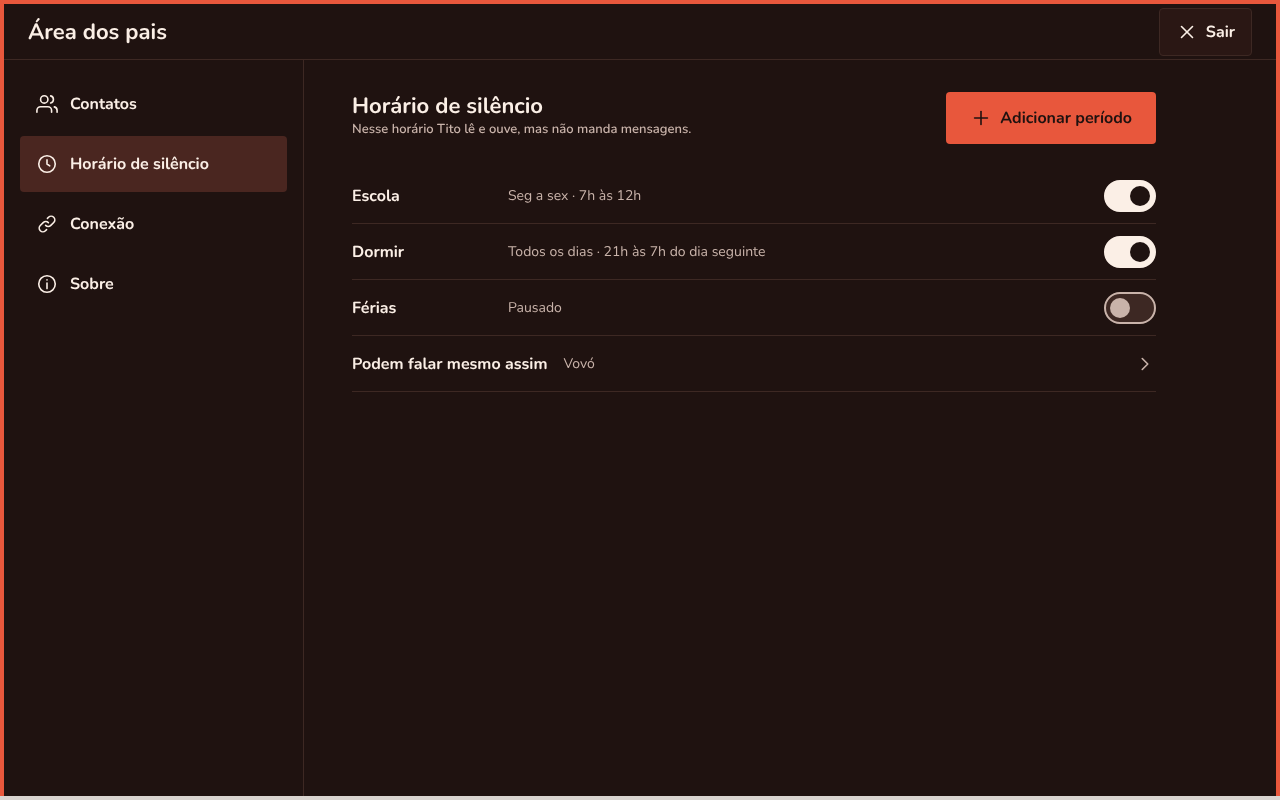 Área dos pais
Sair
Contatos
Horário de silêncio
Conexão
Sobre
Horário de silêncio
Nesse horário Tito lê e ouve, mas não manda mensagens.
Adicionar período
Escola Seg a sex · 7h às 12h
Dormir Todos os dias · 21h às 7h do dia seguinte
Férias Pausado
Podem falar mesmo assim Vovó